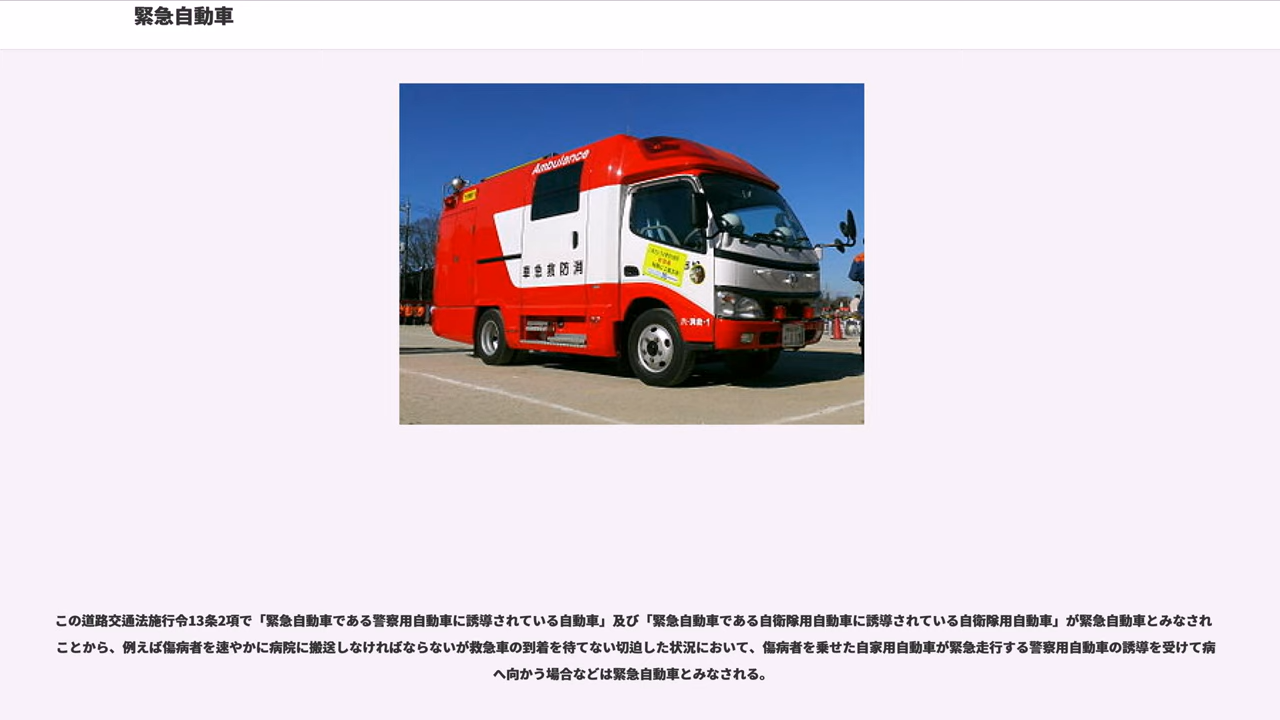 緊急自動車
Ambulance
車急救防消
この道路交通法施行令13条2項で「緊急自動車である警察用自動車に誘導されている自動車」及び「緊急自動車である自衛隊用自動車に誘導されている自衛隊用自動車」が緊急自動車とみなされ
ことから、例えば傷病者を速やかに病院に搬送しなければならないが救急車の到着を待てない切迫した状況において、傷病者を乗せた自家用自動車が緊急走行する警察用自動車の誘導を受けて病
へ向かう場合などは緊急自動車とみなされる。